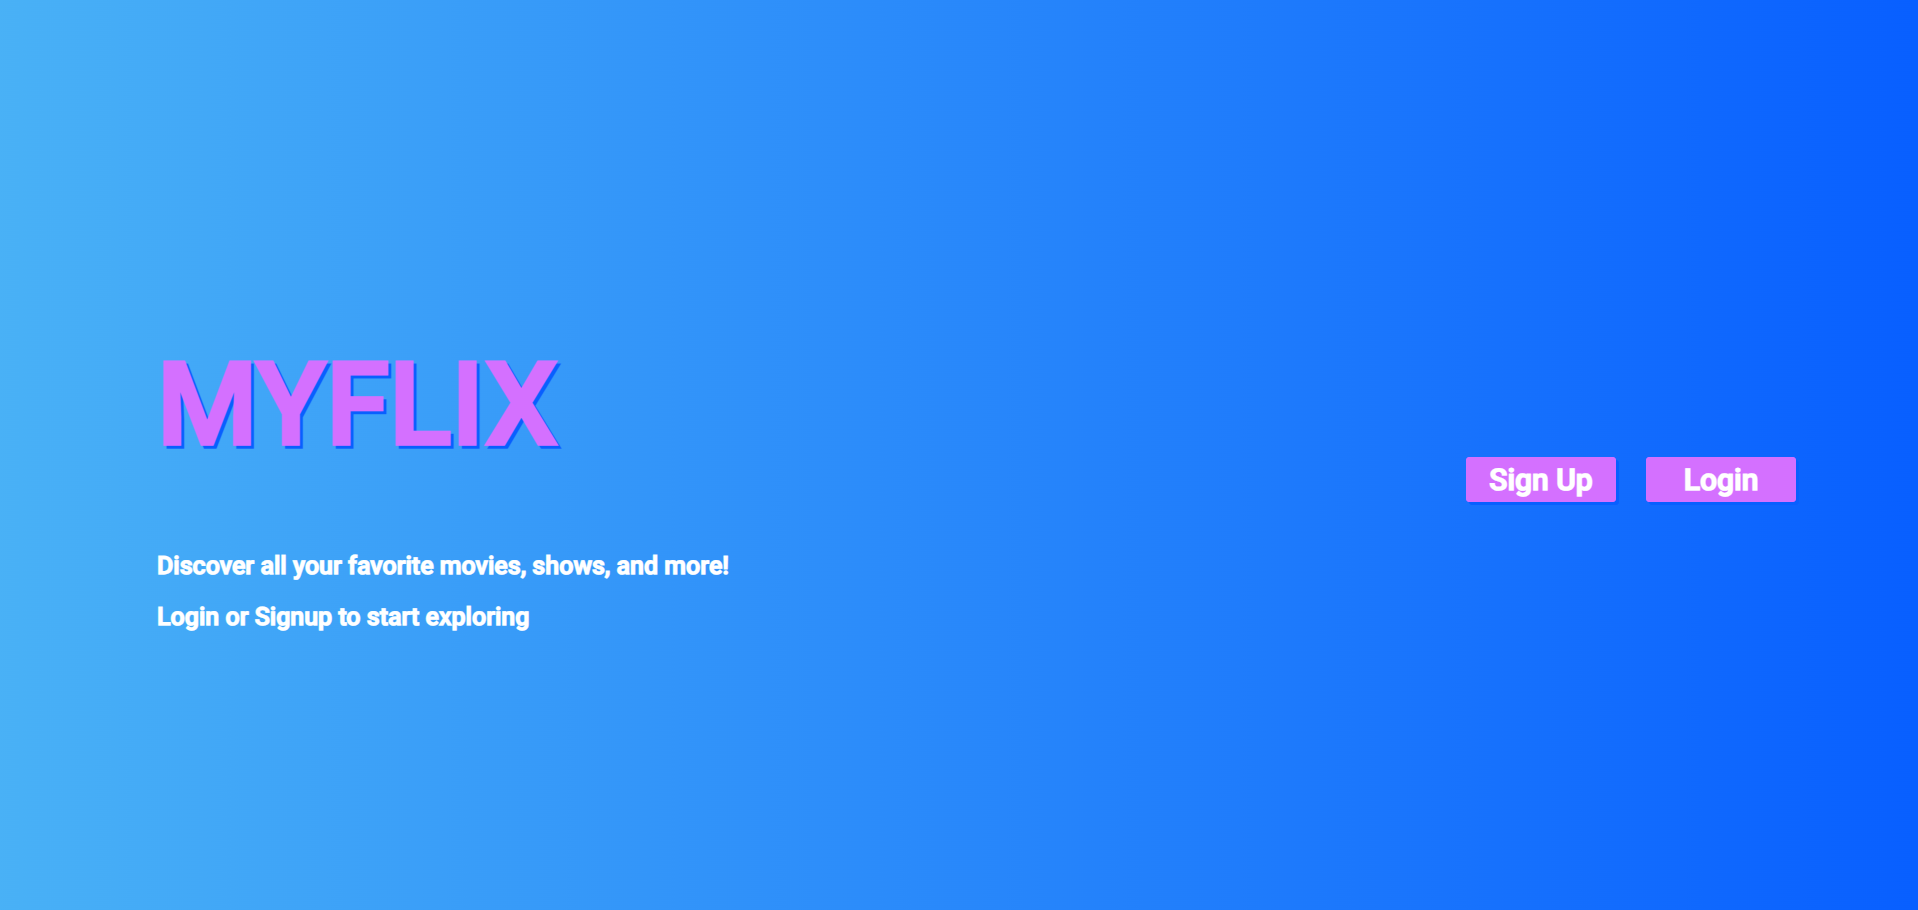 MYFLIX
Sign Up
Login
Discover all your favorite movies, shows, and more!
Login or Signup to start exploring